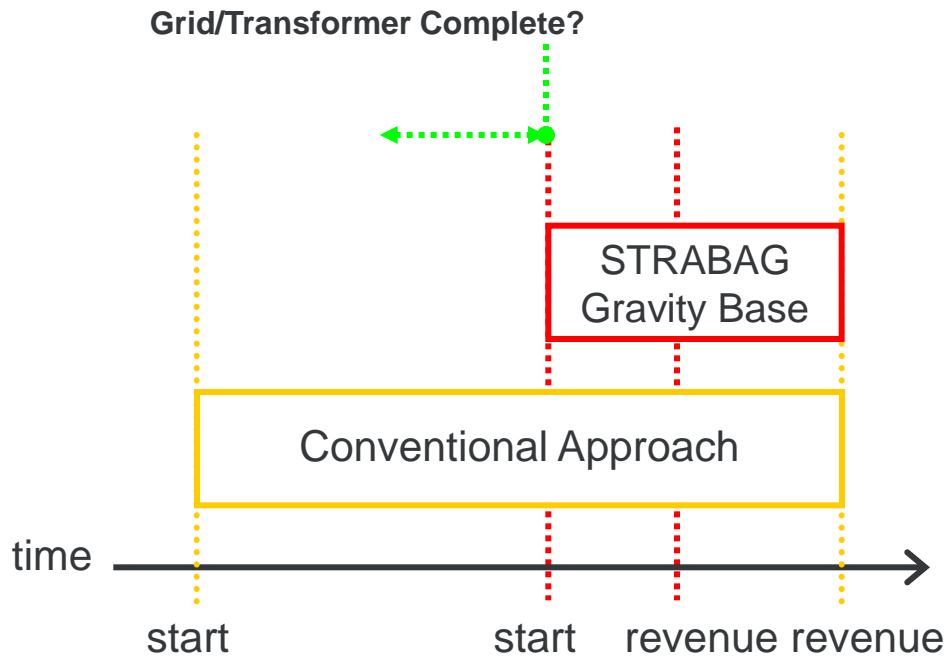 Grid/Transformer Complete?
STRABAG
Gravity Base
Conventional Approach
time
start start revenue revenue